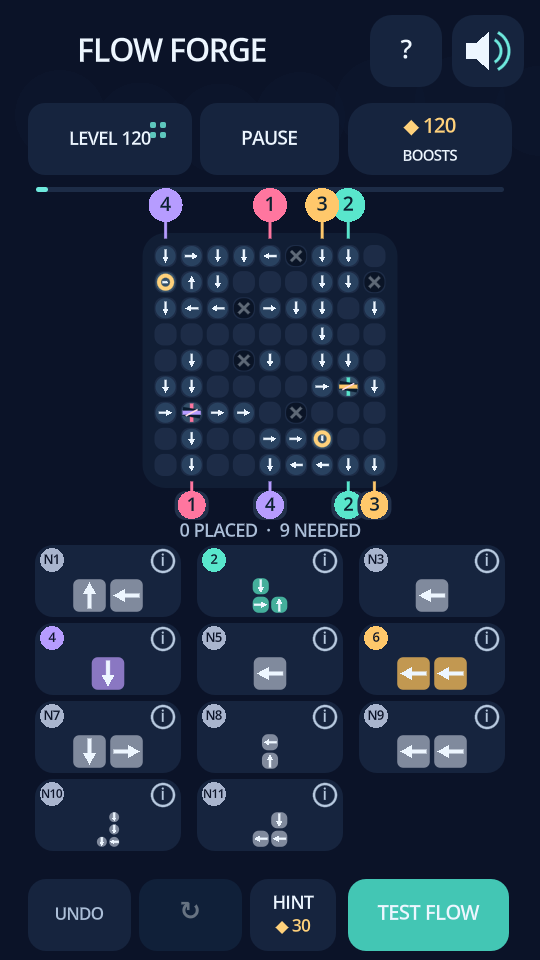 FLOW FORGE
?
LEVEL 120
PAUSE
120
BOOSTS
4
1
3
2
1
4
2
3
0 PLACED · 9 NEEDED
N1
i
2
i
N3
i
4
i
N5
i
6
i
N7
i
N8
i
N9
i
N10
i
N11
i
UNDO
↻
HINT
30
TEST FLOW